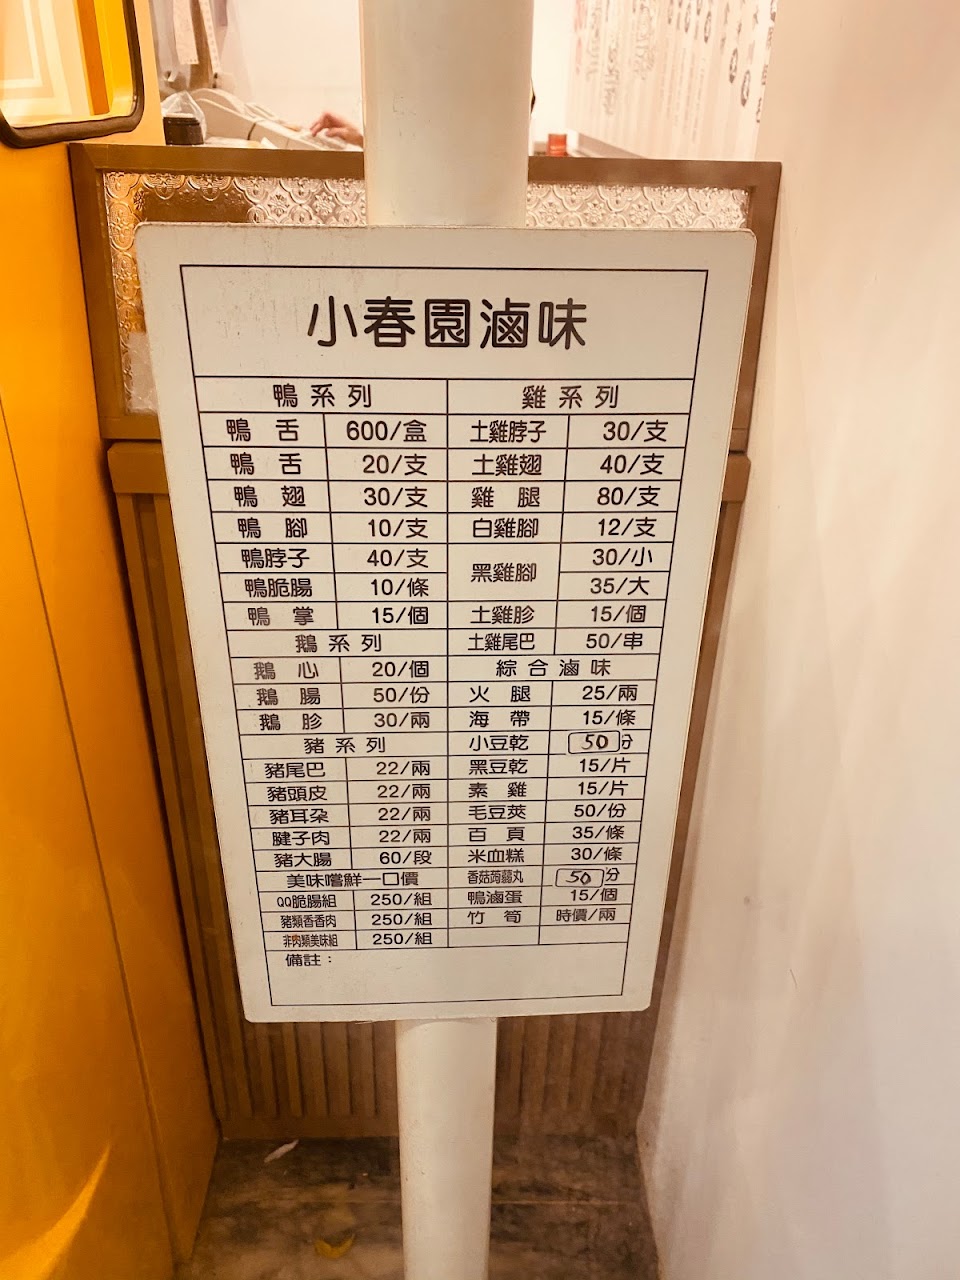 小春園滷味
鴨系列 雞系列
鴨舌 600/盒 土雞脖子 30/支
鴨舌 20/支 土雞翅 40/支
鴨翅 30/支 雞腿 80/支
鴨腳 10/支 白雞腳 12/支
鴨脖子 40/支 黑雞腳 30/小
鴨脆腸 10/條 35/大
鴨掌 15/個 土雞胗 15/個
鵝系列 土雞尾巴 50/串
鵝心 20/個 綜合滷味
鵝腸 50/份 火腿 25/兩
鵝胗 30/兩 海帶 15/條
豬系列 小豆乾 50分
豬尾巴 22/兩 黑豆乾 15/片
豬頭皮 22/兩 素雞 15/片
豬耳朵 22/兩 毛豆莢 50/份
腱子肉 22/兩 百頁 35/條
豬大腸 60/段 米血糕 30/條
美味嚐鮮一口價 香菇蒟蒻丸 50分
QQ脆腸組 250/組 鴨滷蛋 15/個
豬類香香肉 250/組 竹筍 時價/兩
非肉類美味組 250/組
備註：